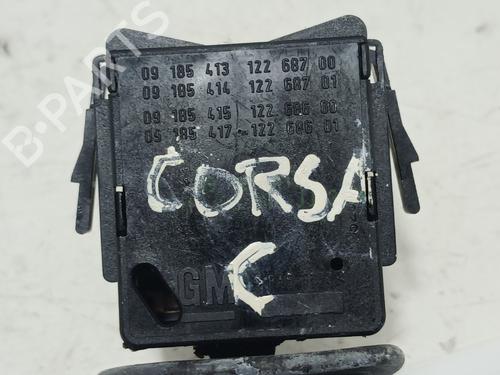 09 185 413 122 687 00
09 185 414 122 687 01
09 185 415 122 686 00
09 185 417 - 122 686 01
CORSA
C
GM
B-PARTS